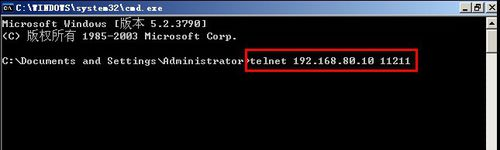 C:\WINDOWS\system32\cmd.exe
Microsoft Windows [版本 5.2.3790]
(C) 版权所有 1985-2003 Microsoft Corp.
C:\Documents and Settings\Administrator>telnet 192.168.80.10 11211